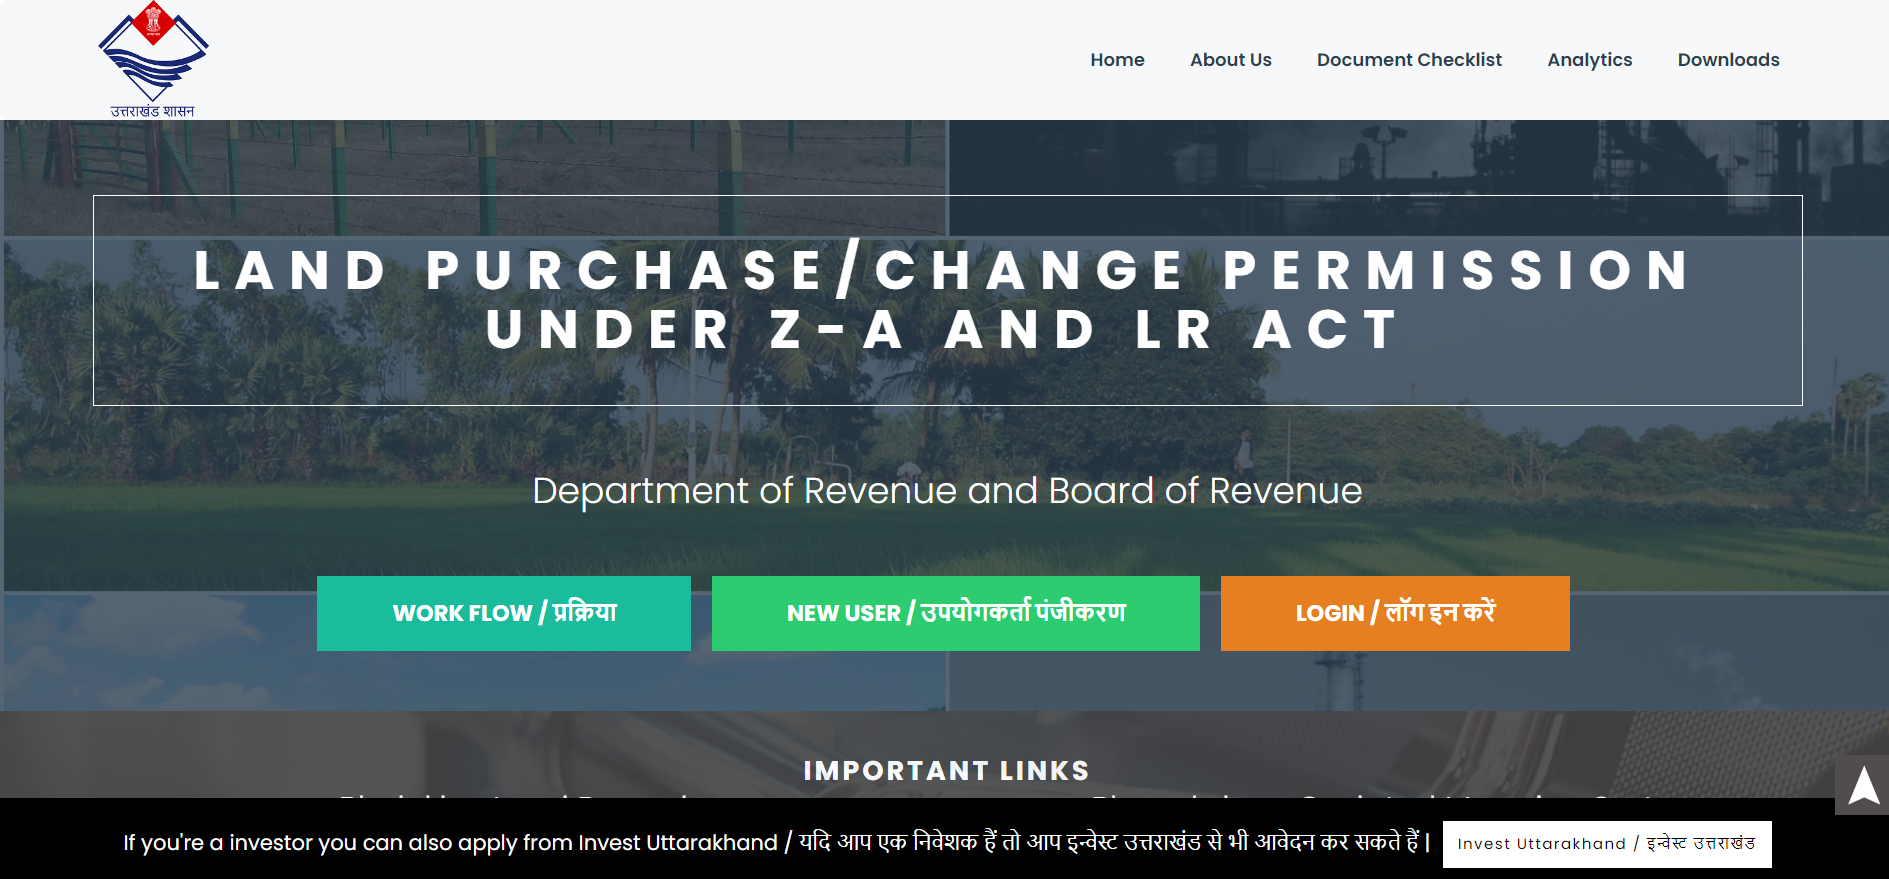 उत्तराखंड शासन
Home About Us Document Checklist Analytics Downloads
LAND PURCHASE/CHANGE PERMISSION
UNDER Z-A AND LR ACT
Department of Revenue and Board of Revenue
WORK FLOW / प्रक्रिया
NEW USER / उपयोगकर्ता पंजीकरण
LOGIN / लॉग इन करें
IMPORTANT LINKS
If you're a investor you can also apply from Invest Uttarakhand / यदि आप एक निवेशक हैं तो आप इन्वेस्ट उत्तराखंड से भी आवेदन कर सकते हैं |
Invest Uttarakhand / इन्वेस्ट उत्तराखंड